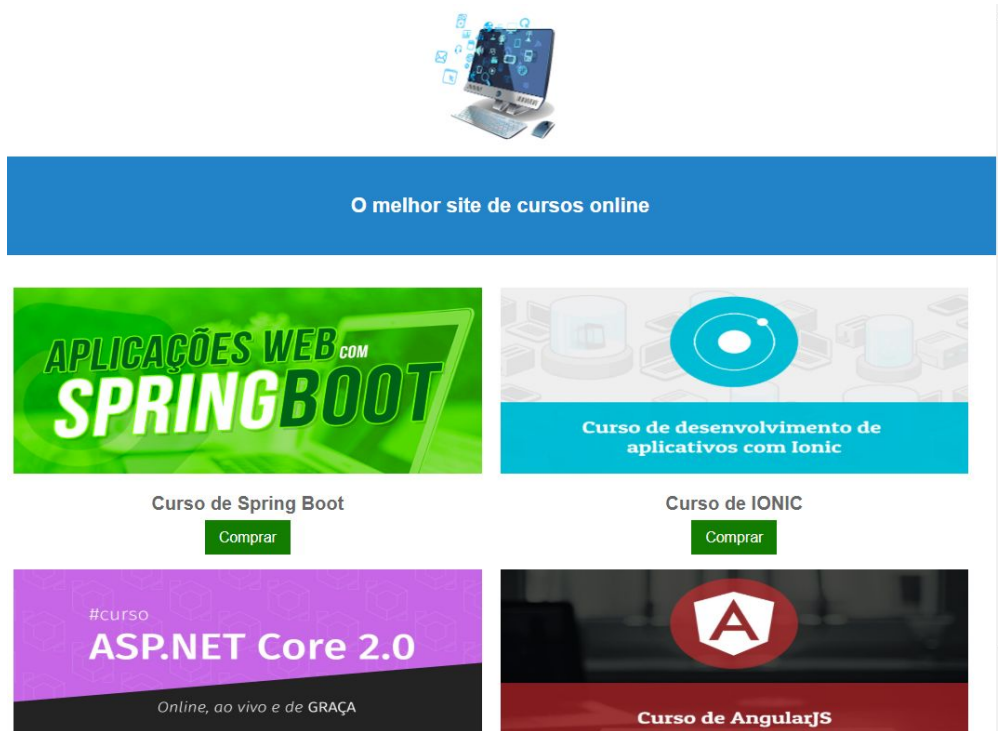 O melhor site de cursos online
APLICAÇÕES WEB COM
SPRINGBOOT
Curso de desenvolvimento de
aplicativos com Ionic
Curso de Spring Boot
Comprar
Curso de IONIC
Comprar
#curso
ASP.NET Core 2.0
Online, ao vivo e de GRAÇA
A
Curso de AngularJS